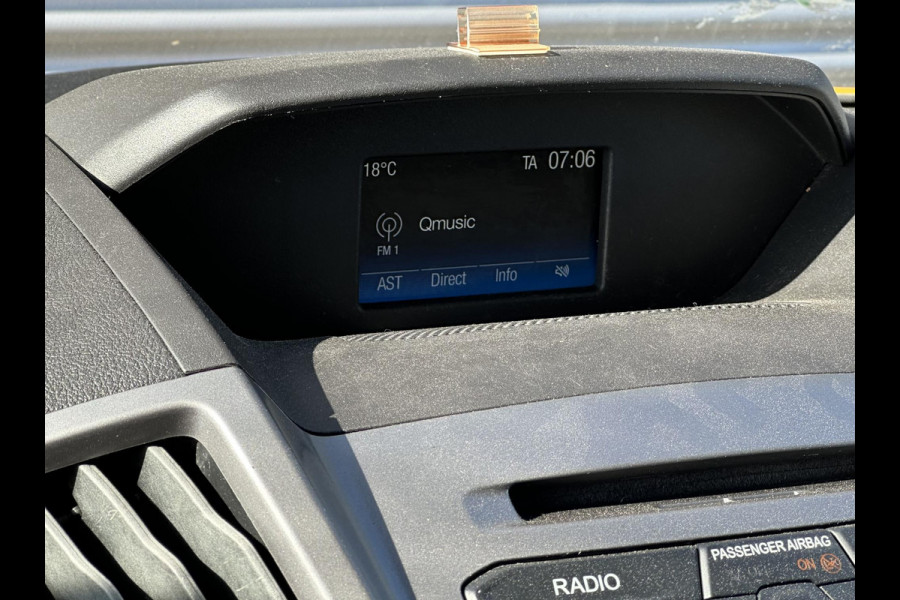 18°C TA 07:06
Qmusic
FM 1
AST Direct Info
RADIO
PASSENGER AIRBAG
ON